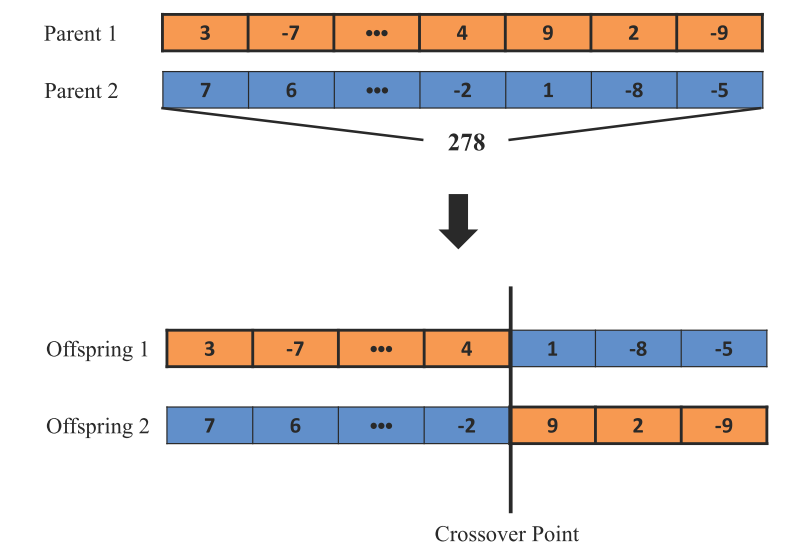 Parent 1 3 -7 ••• 4 9 2 -9
Parent 2 7 6 ••• -2 1 -8 -5
278
Offspring 1 3 -7 ••• 4 1 -8 -5
Offspring 2 7 6 ••• -2 9 2 -9
Crossover Point